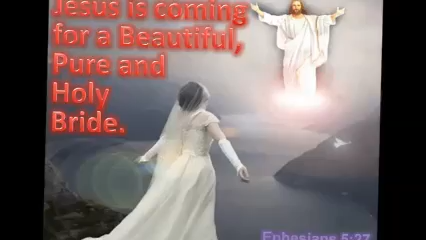 Jesus is coming
for a Beautiful,
Pure and
Holy
Bride.
Ephesians 5:27